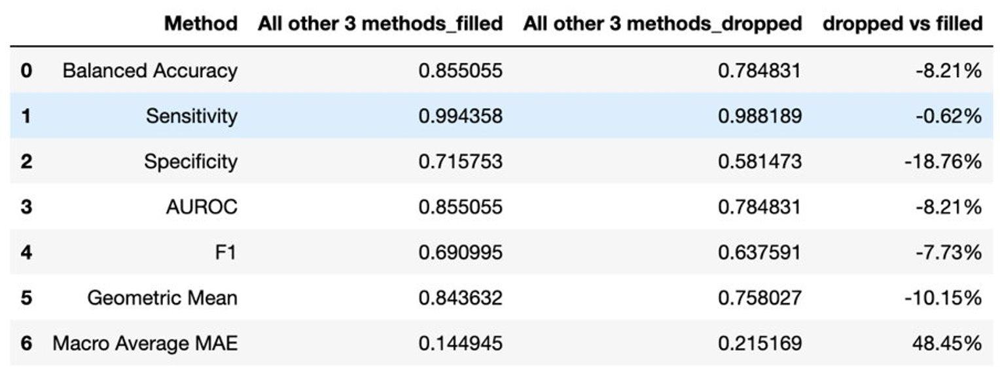 Method All other 3 methods_filled All other 3 methods_dropped dropped vs filled
0 Balanced Accuracy 0.855055 0.784831 -8.21%
1 Sensitivity 0.994358 0.988189 -0.62%
2 Specificity 0.715753 0.581473 -18.76%
3 AUROC 0.855055 0.784831 -8.21%
4 F1 0.690995 0.637591 -7.73%
5 Geometric Mean 0.843632 0.758027 -10.15%
6 Macro Average MAE 0.144945 0.215169 48.45%